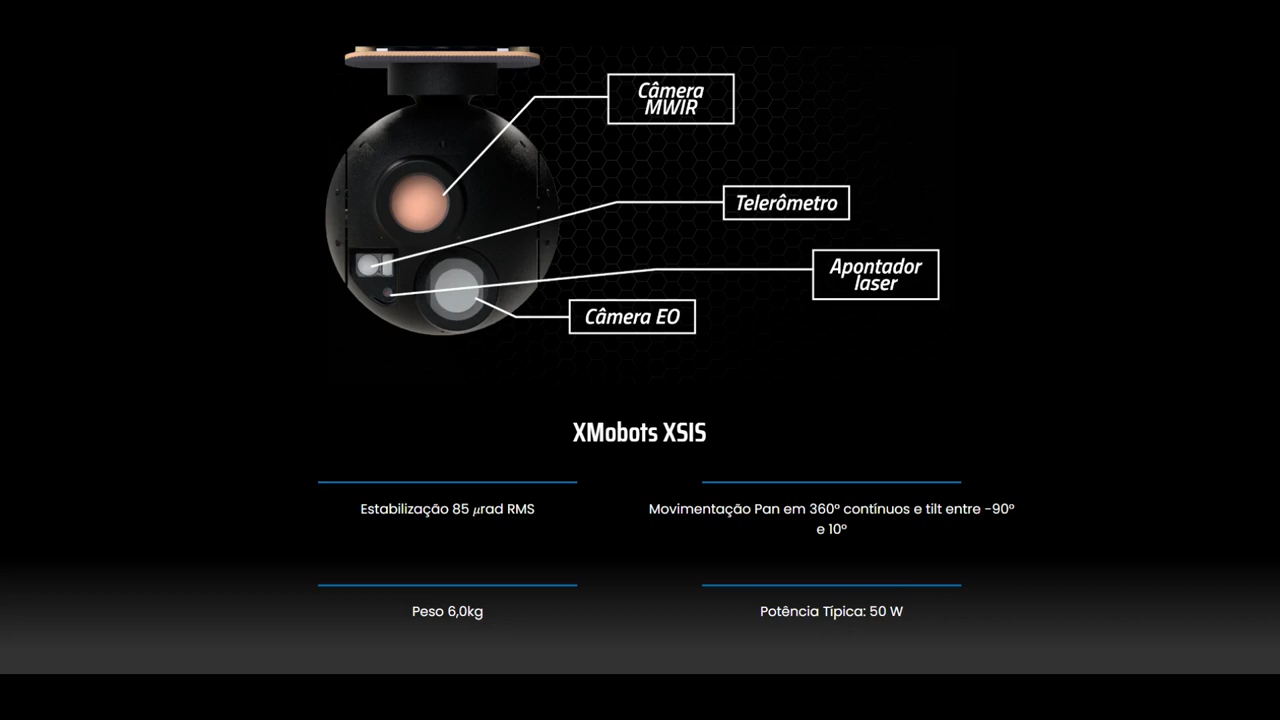 Câmera
MWIR
Telerômetro
Apontador
laser
Câmera EO
XMobots XSIS
Estabilização 85 𝜇rad RMS
Movimentação Pan em 360º contínuos e tilt entre -90º
e 10º
Peso 6,0kg
Potência Típica: 50 W